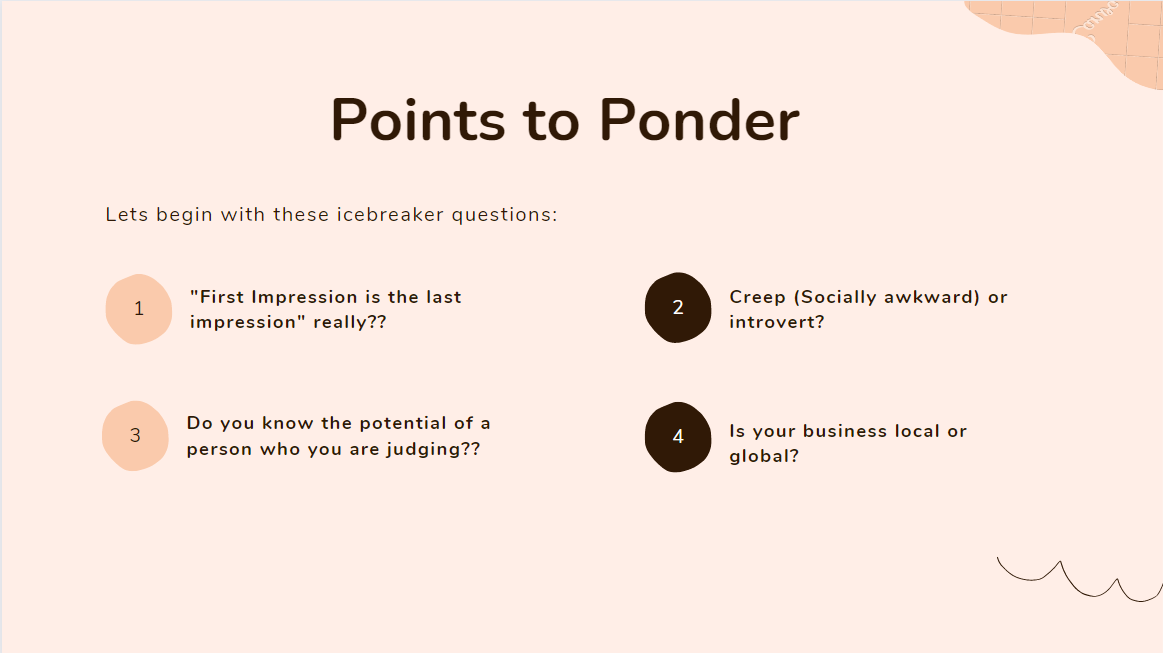 Points to Ponder
Lets begin with these icebreaker questions:
1
"First Impression is the last
impression" really??
2
Creep (Socially awkward) or
introvert?
3
Do you know the potential of a
person who you are judging??
4
Is your business local or
global?